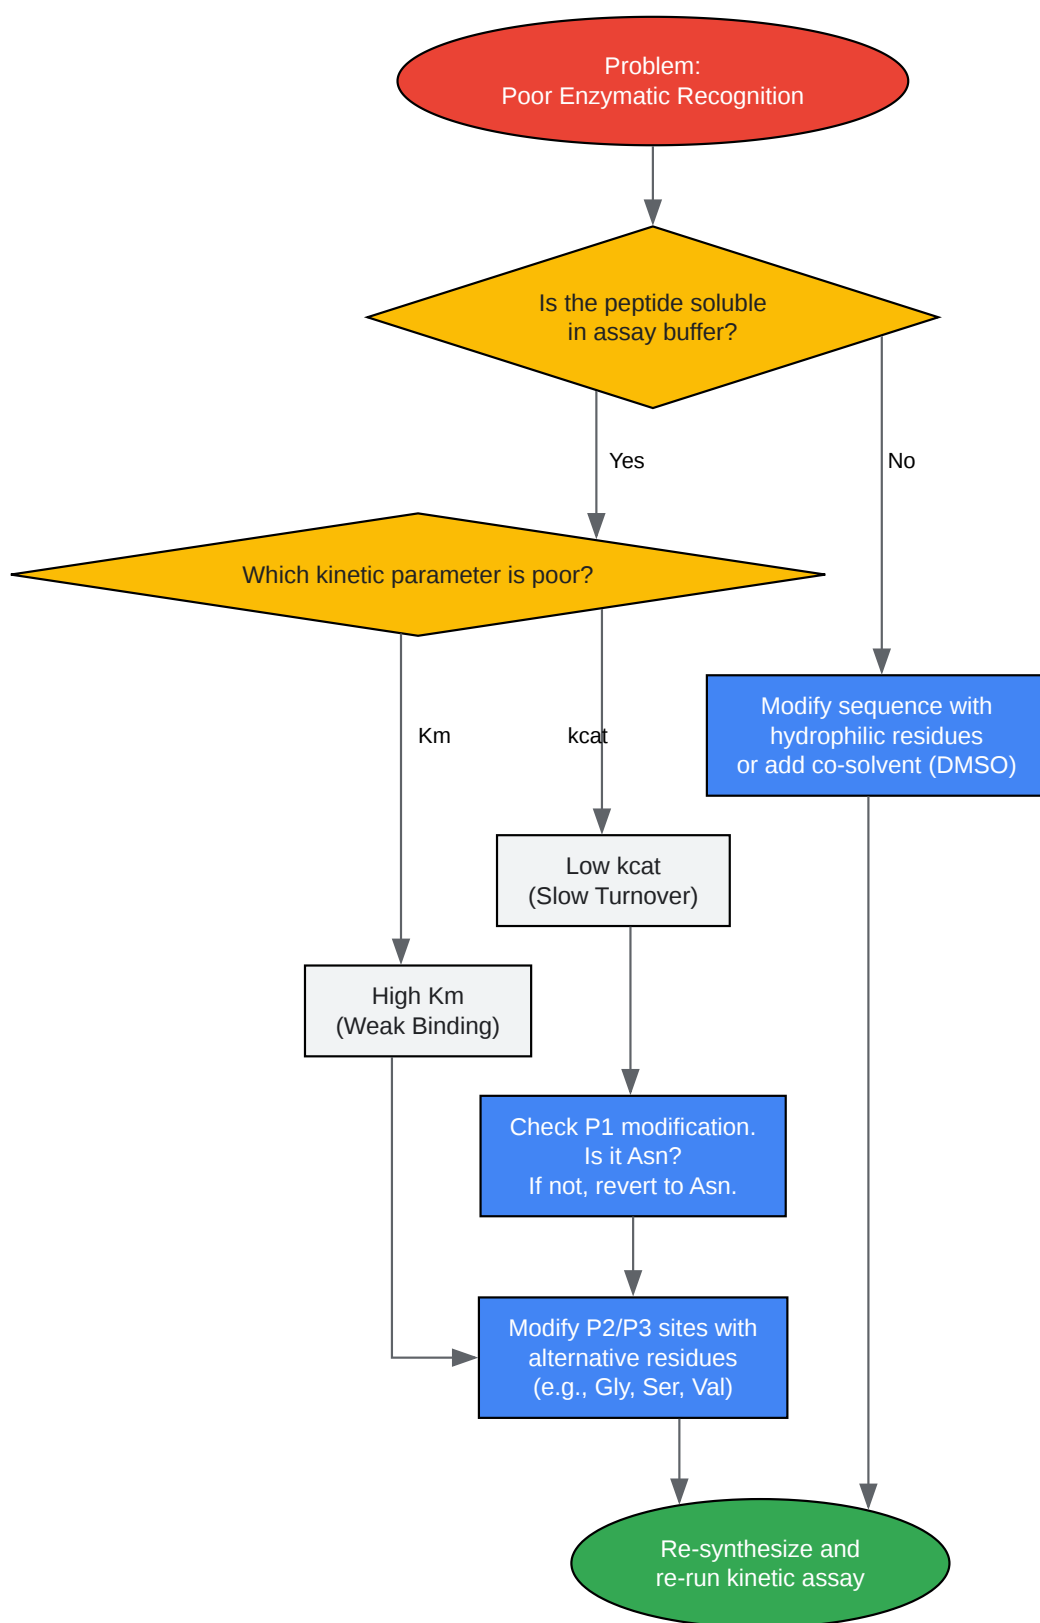 Problem:
Poor Enzymatic Recognition
Is the peptide soluble
in assay buffer?
Yes
No
Which kinetic parameter is poor?
Modify sequence with
hydrophilic residues
or add co-solvent (DMSO)
Km
kcat
Low kcat
(Slow Turnover)
High Km
(Weak Binding)
Check P1 modification.
Is it Asn?
If not, revert to Asn.
Modify P2/P3 sites with
alternative residues
(e.g., Gly, Ser, Val)
Re-synthesize and
re-run kinetic assay